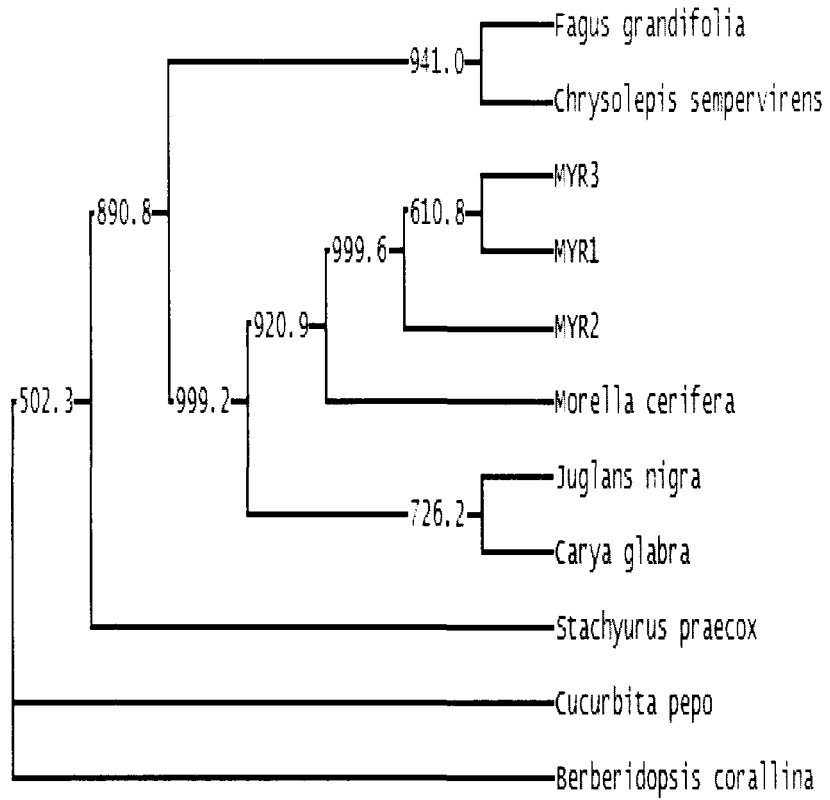 Fagus grandifolia
941.0
Chrysolepis sempervirens
MYR3
890.8
610.8
999.6
MYR1
920.9
MYR2
502.3
999.2
Morella cerifera
Juglans nigra
726.2
Carya glabra
Stachyurus praecox
Cucurbita pepo
Berberidopsis corallina